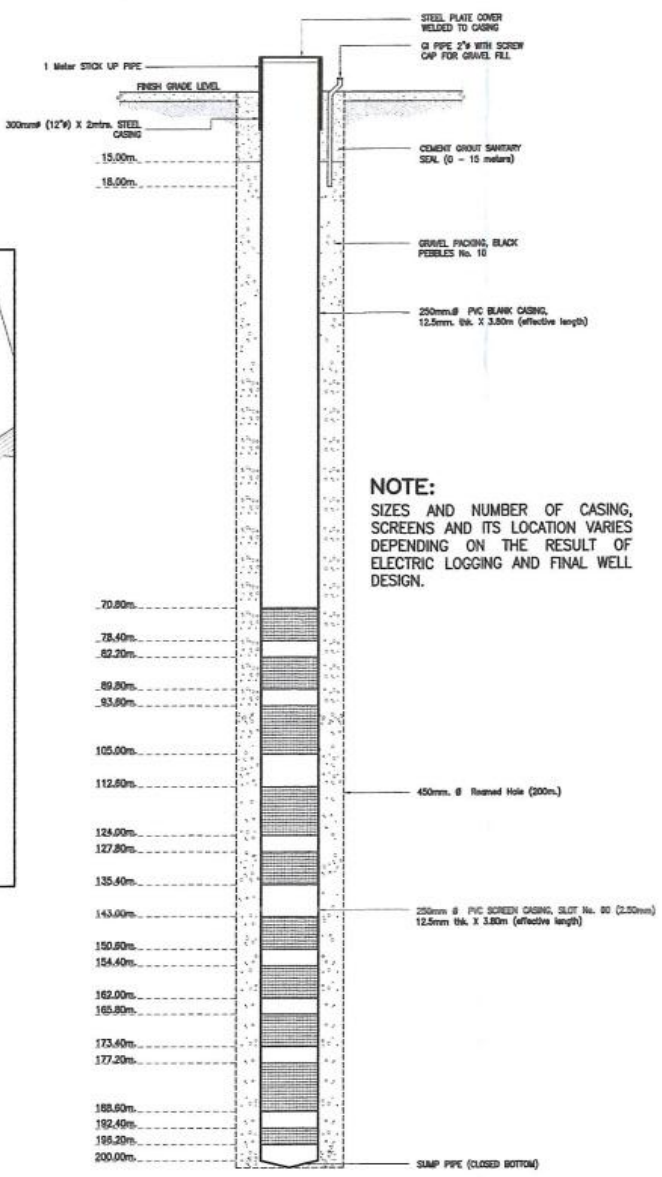 STEEL PLATE COVER
WELDED TO CASING
GI PIPE 2"ø WITH SCREW
CAP FOR GRAVEL FILL
1 Meter STICK UP PIPE
FINISH GRADE LEVEL
300mmø (12"ø) X 2mtrs. STEEL
CASING
CEMENT GROUT SANITARY
SEAL (0 - 15 meters)
15.00m.
18.00m.
GRAVEL PACKING, BLACK
PEBBLES No. 10
250mm.Ø PVC BLANK CASING,
12.5mm. thk. X 3.80m (effective length)
NOTE:
SIZES AND NUMBER OF CASING,
SCREENS AND ITS LOCATION VARIES
DEPENDING ON THE RESULT OF
ELECTRIC LOGGING AND FINAL WELL
DESIGN.
70.80m.
78.40m.
82.20m.
89.80m.
93.60m.
105.00m.
112.60m.
450mm. Ø Reamed Hole (200m.)
124.00m.
127.80m.
135.40m.
143.00m.
250mm Ø PVC SCREEN CASING, SLOT No. (2.50mm)
12.5mm thk. X 3.80m (effective length)
150.60m.
154.40m.
162.00m.
165.80m.
173.40m.
177.20m.
188.60m.
192.40m.
196.20m.
200.00m.
SUMP PIPE (CLOSED BOTTOM)